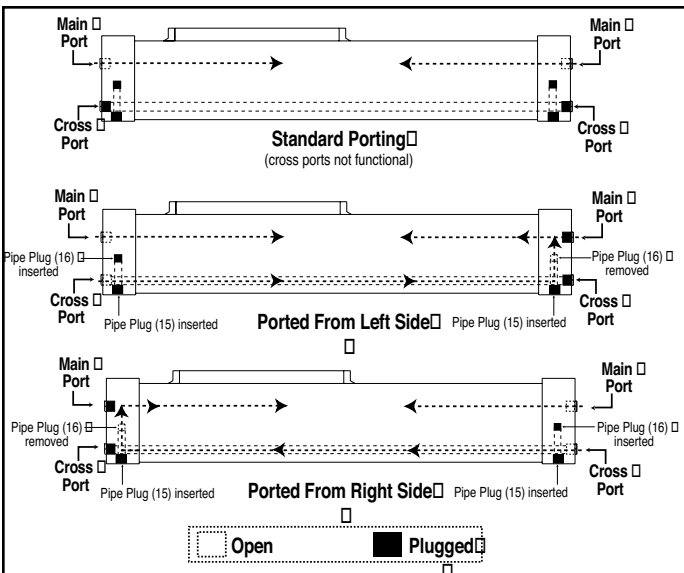 Main □
Port
Main □
Port
Cross □
Port
Standard Porting□
(cross ports not functional)
Cross □
Port
Main □
Port
Main □
Port
Pipe Plug (16) □
inserted
Pipe Plug (16) □
removed
Cross □
Port
Cross □
Port
Pipe Plug (15) inserted
Ported From Left Side□
Pipe Plug (15) inserted
□
Main □
Port
Main □
Port
Pipe Plug (16) □
removed
Pipe Plug (16) □
inserted
Cross □
Port
Cross □
Port
Pipe Plug (15) inserted
Ported From Right Side□
Pipe Plug (15) inserted
□
Open
Plugged□
□